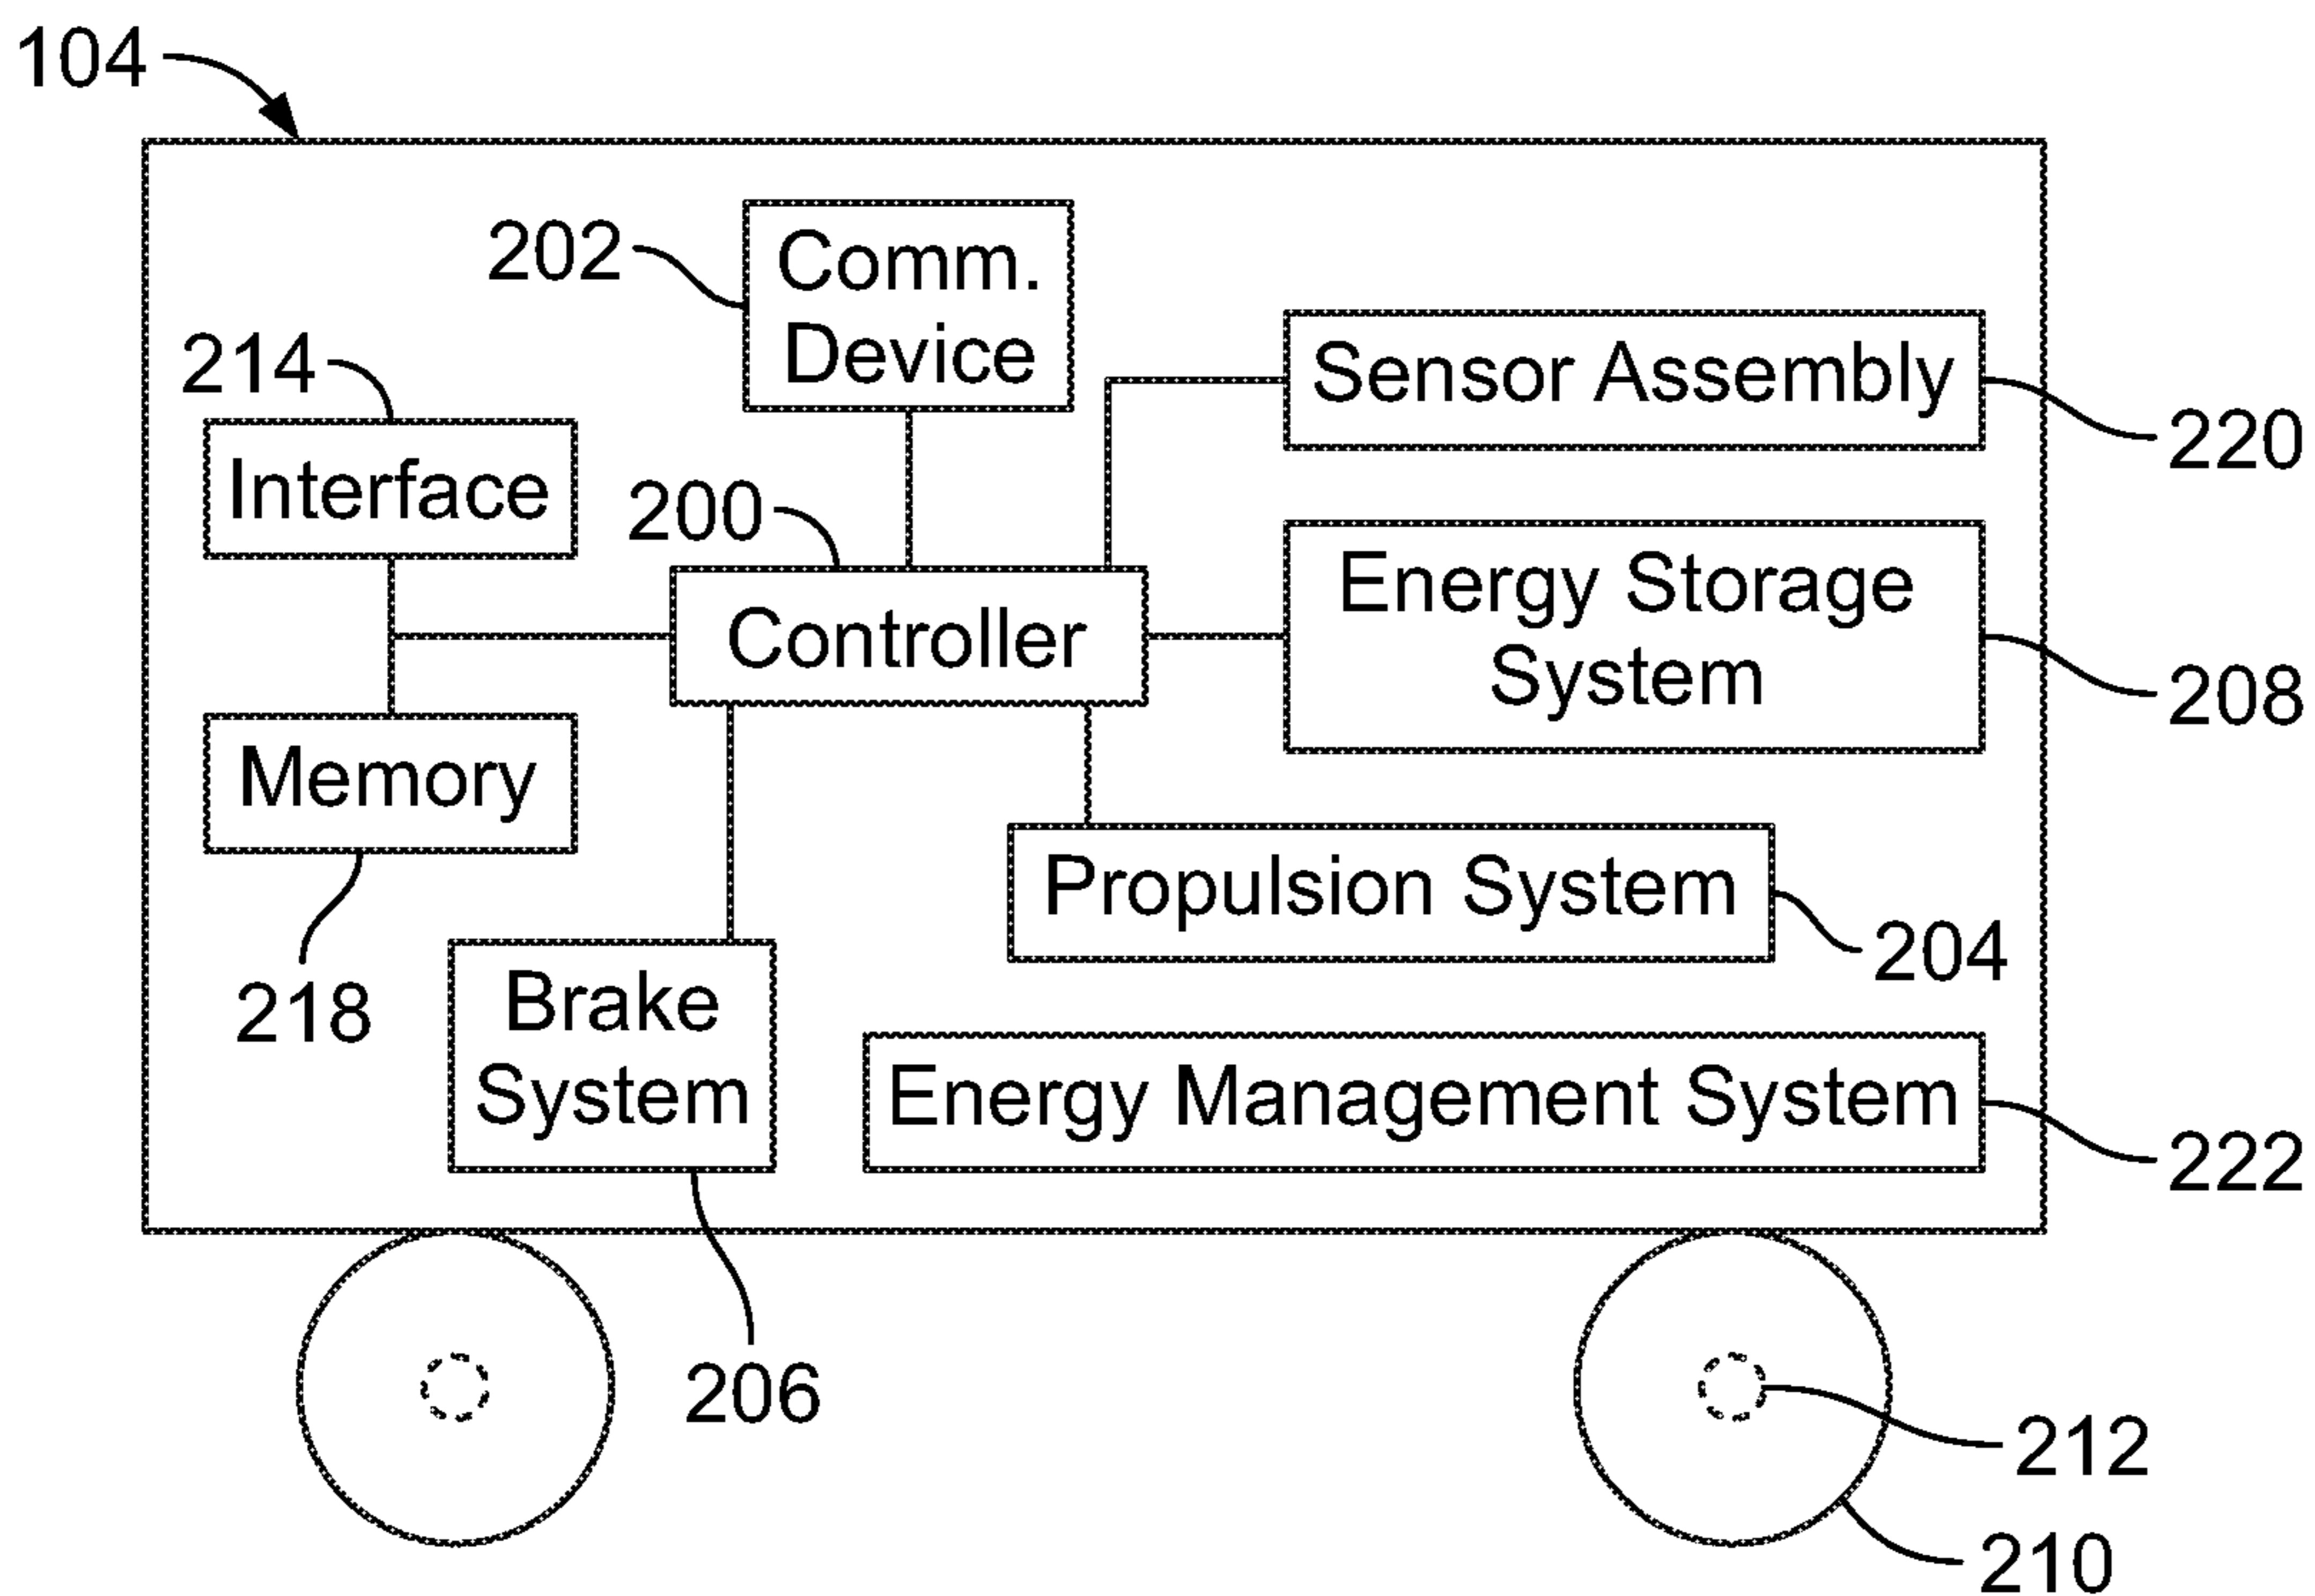 104
202
Comm.
Device
214
Sensor Assembly
220
Interface
200
Energy Storage
System
208
Controller
Memory
218
Propulsion System
204
Brake
System
Energy Management System
222
206
212
210